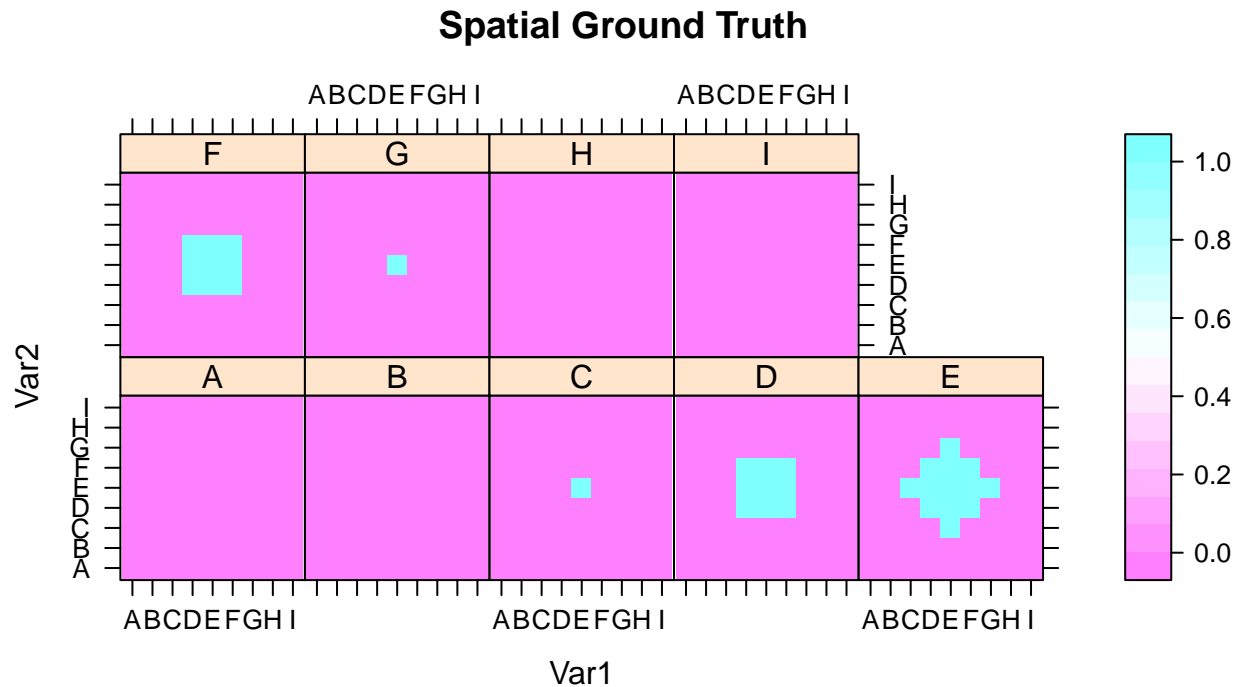 Spatial Ground Truth
ABCDEFGHI ABCDEFGHI
F G H I
I
H
G
F
E
D
C
B
A
A B C D E
I
H
G
F
E
D
C
B
A
ABCDEFGHI ABCDEFGHI ABCDEFGHI
Var1
Var2
1.0
0.8
0.6
0.4
0.2
0.0